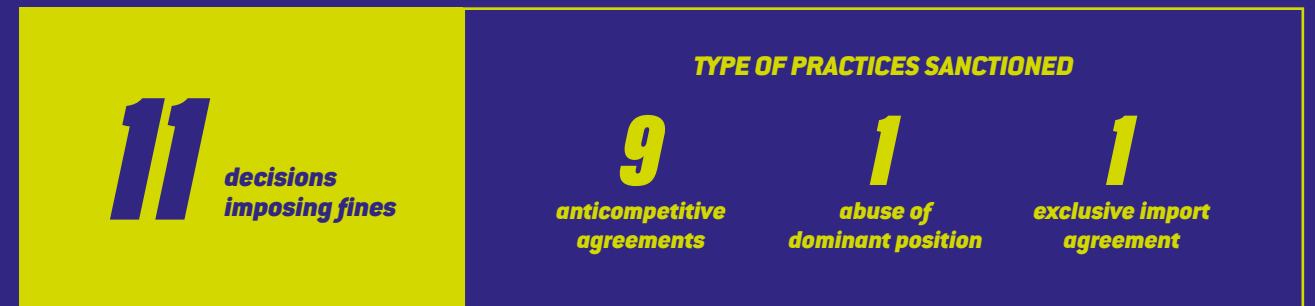 11
decisions
imposing fines
TYPE OF PRACTICES SANCTIONED
9
anticompetitive
agreements
1
abuse of
dominant position
1
exclusive import
agreement